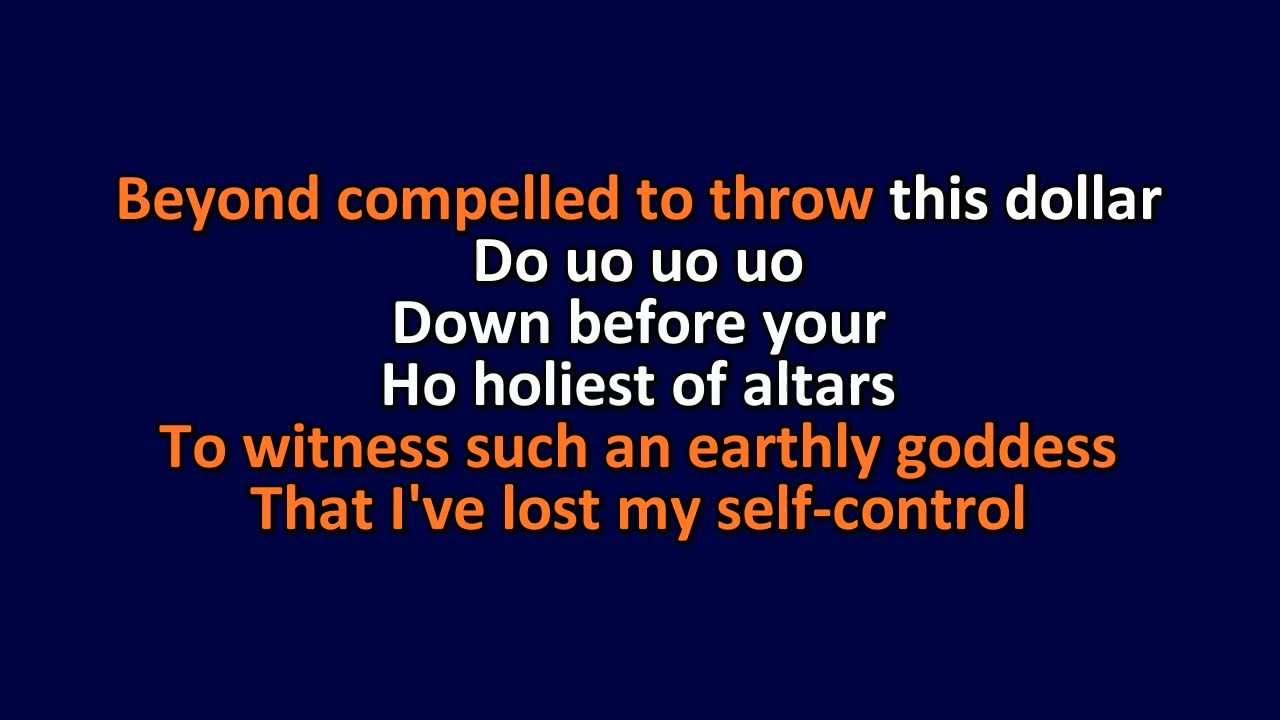 Beyond compelled to throw this dollar
Do uo uo uo
Down before your
Ho holiest of altars
To witness such an earthly goddess
That I've lost my self-control